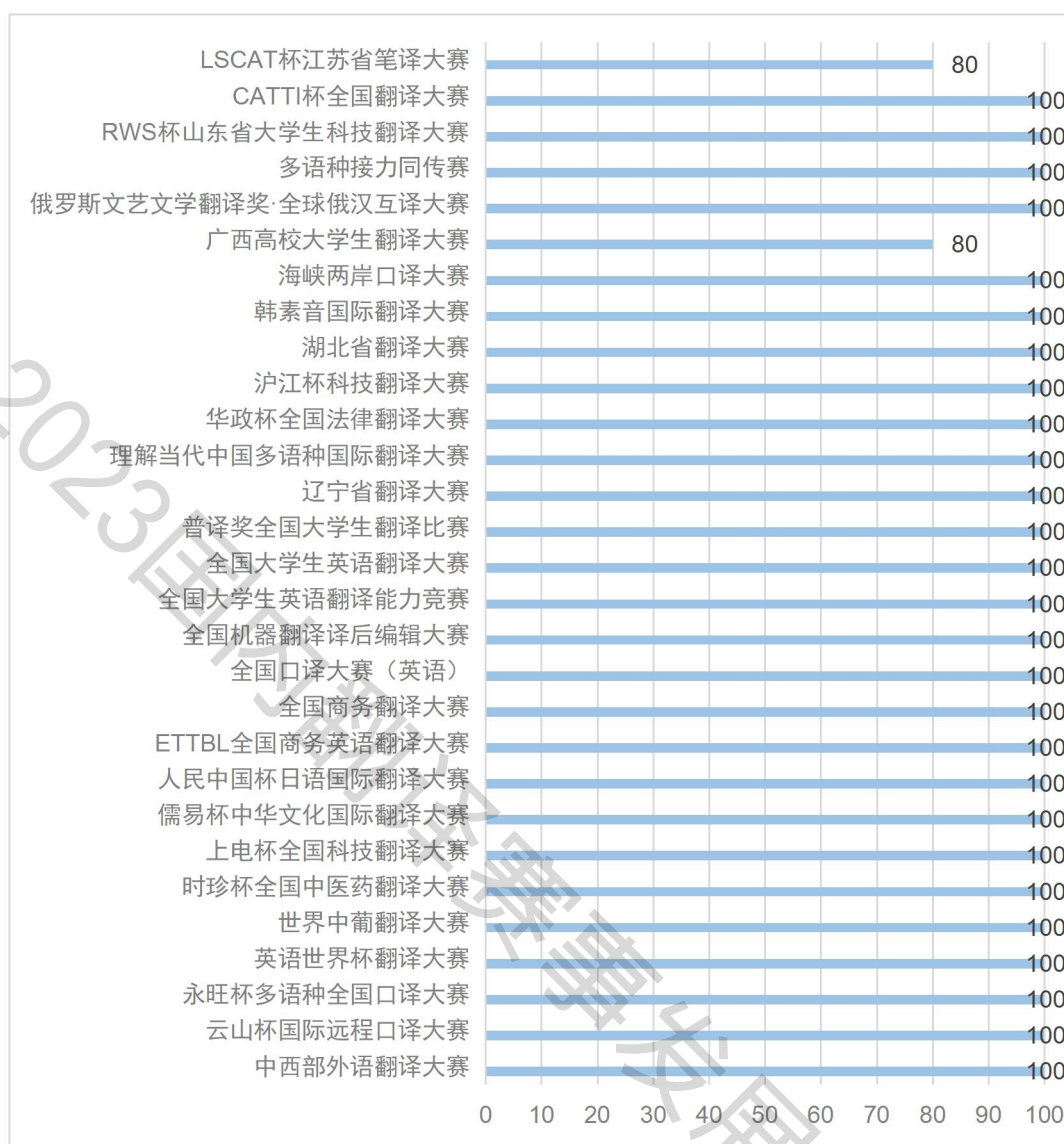 LSCAT杯江苏省笔译大赛 80
CATTI杯全国翻译大赛 100
RWS杯山东省大学生科技翻译大赛 100
多语种接力同传赛 100
俄罗斯文艺文学翻译奖·全球俄汉互译大赛 100
广西高校大学生翻译大赛 80
海峡两岸口译大赛 100
韩素音国际翻译大赛 100
湖北省翻译大赛 100
沪江杯科技翻译大赛 100
华政杯全国法律翻译大赛 100
理解当代中国多语种国际翻译大赛 100
辽宁省翻译大赛 100
普译奖全国大学生翻译比赛 100
全国大学生英语翻译大赛 100
全国大学生英语翻译能力竞赛 100
全国机器翻译译后编辑大赛 100
全国口译大赛（英语） 100
全国商务翻译大赛 100
ETTBL全国商务英语翻译大赛 100
人民中国杯日语国际翻译大赛 100
儒易杯中华文化国际翻译大赛 100
上电杯全国科技翻译大赛 100
时珍杯全国中医药翻译大赛 100
世界中葡翻译大赛 100
英语世界杯翻译大赛 100
永旺杯多语种全国口译大赛 100
云山杯国际远程口译大赛 100
中西部外语翻译大赛 100
0 10 20 30 40 50 60 70 80 90 100
2023国内翻译赛事发展